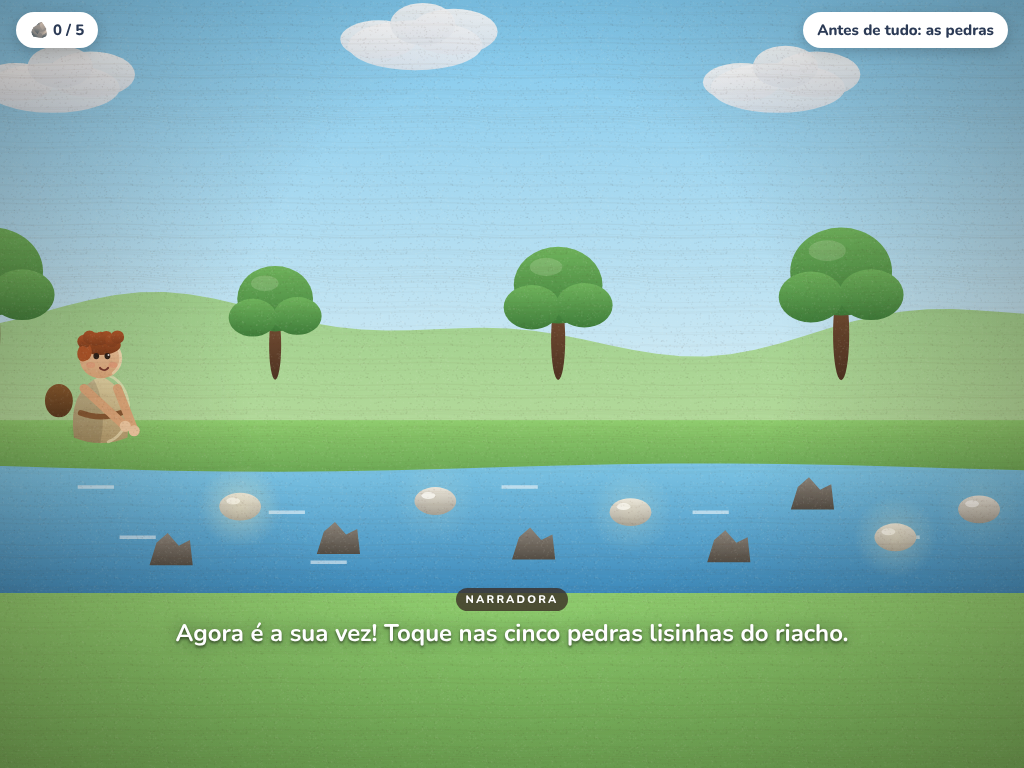 0 / 5
Antes de tudo: as pedras
NARRADORA
Agora é a sua vez! Toque nas cinco pedras lisinhas do riacho.